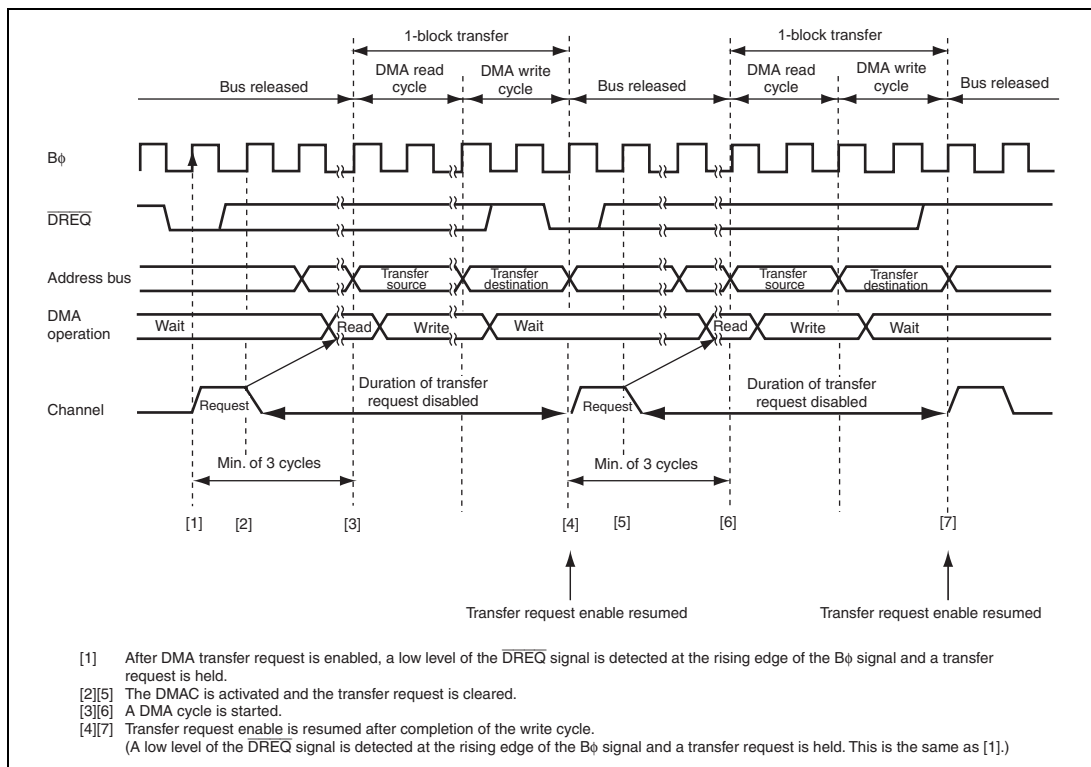 1-block transfer 1-block transfer
Bus released DMA read cycle DMA write cycle Bus released DMA read cycle DMA write cycle Bus released
Bϕ
DREQ
Address bus Transfer source Transfer destination Transfer source Transfer destination
DMA operation Wait Read Write Wait Read Write Wait
Channel Request Duration of transfer request disabled Request Duration of transfer request disabled
Min. of 3 cycles Min. of 3 cycles
[1] [2] [3] [4] [5] [6] [7]
Transfer request enable resumed Transfer request enable resumed
[1] After DMA transfer request is enabled, a low level of the DREQ signal is detected at the rising edge of the Bϕ signal and a transfer
request is held.
[2][5] The DMAC is activated and the transfer request is cleared.
[3][6] A DMA cycle is started.
[4][7] Transfer request enable is resumed after completion of the write cycle.
(A low level of the DREQ signal is detected at the rising edge of the Bϕ signal and a transfer request is held. This is the same as [1].)